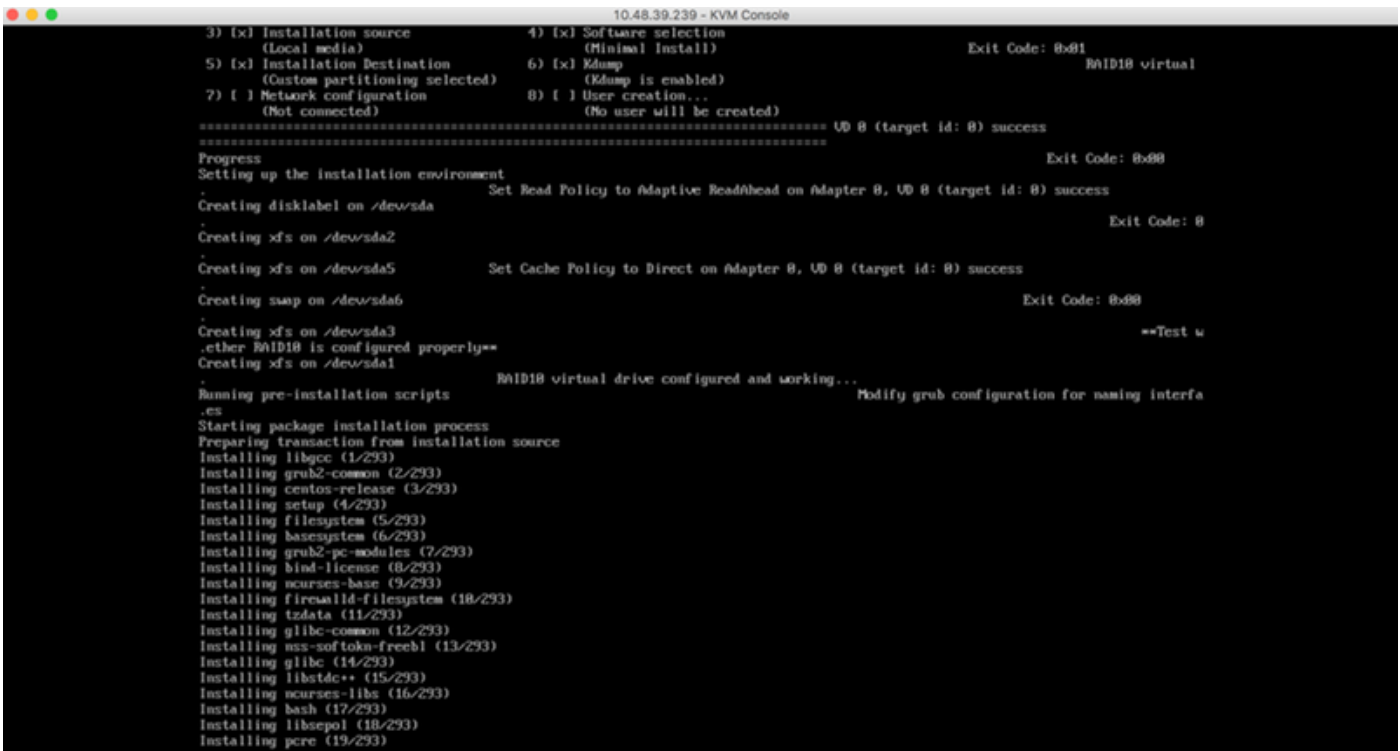 10.48.39.239 - KVM Console
3) [x] Installation source 4) [x] Software selection
(Local media) (Minimal Install) Exit Code: 0x01
5) [x] Installation Destination 6) [x] Kdump RAID10 virtual
(Custom partitioning selected) (Kdump is enabled)
7) [ ] Network configuration 8) [ ] User creation...
(Not connected) (No user will be created)
================================================================================ VD 0 (target id: 0) success
================================================================================
Progress Exit Code: 0x00
Setting up the installation environment
. Set Read Policy to Adaptive ReadAhead on Adapter 0, VD 0 (target id: 0) success
Creating disklabel on /dev/sda
. Exit Code: 0
Creating xfs on /dev/sda2
.
Creating xfs on /dev/sda5 Set Cache Policy to Direct on Adapter 0, VD 0 (target id: 0) success
.
Creating swap on /dev/sda6 Exit Code: 0x00
.
Creating xfs on /dev/sda3 **Test w
.ether RAID10 is configured properly**
Creating xfs on /dev/sda1
. RAID10 virtual drive configured and working...
Running pre-installation scripts Modify grub configuration for naming interfa
.es
Starting package installation process
Preparing transaction from installation source
Installing libgcc (1/293)
Installing grub2-common (2/293)
Installing centos-release (3/293)
Installing setup (4/293)
Installing filesystem (5/293)
Installing basesystem (6/293)
Installing grub2-pc-modules (7/293)
Installing bind-license (8/293)
Installing ncurses-base (9/293)
Installing firewalld-filesystem (10/293)
Installing tzdata (11/293)
Installing glibc-common (12/293)
Installing nss-softokn-freebl (13/293)
Installing glibc (14/293)
Installing libstdc++ (15/293)
Installing ncurses-libs (16/293)
Installing bash (17/293)
Installing libsepol (18/293)
Installing pcre (19/293)